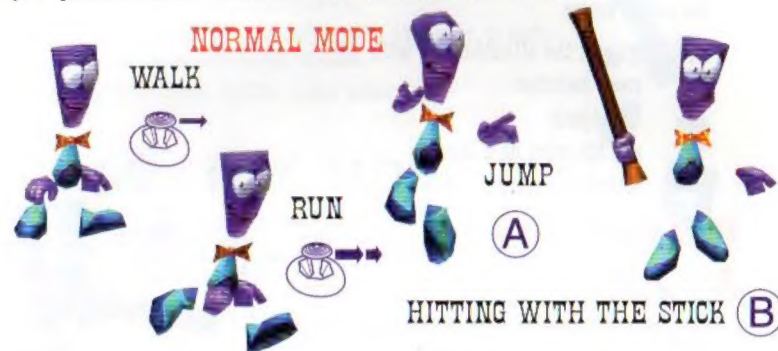 NORMAL MODE
WALK
RUN
JUMP
A
HITTING WITH THE STICK B